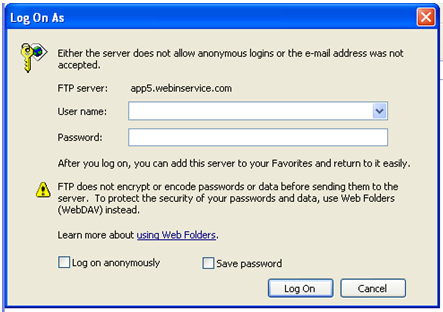 Log On As
Either the server does not allow anonymous logins or the e-mail address was not
accepted.
FTP server: app5.webinservice.com
User name:
Password:
After you log on, you can add this server to your Favorites and return to it easily.
FTP does not encrypt or encode passwords or data before sending them to the
server. To protect the security of your passwords and data, use Web Folders
(WebDAV) instead.
Learn more about using Web Folders.
Log on anonymously Save password
Log On Cancel